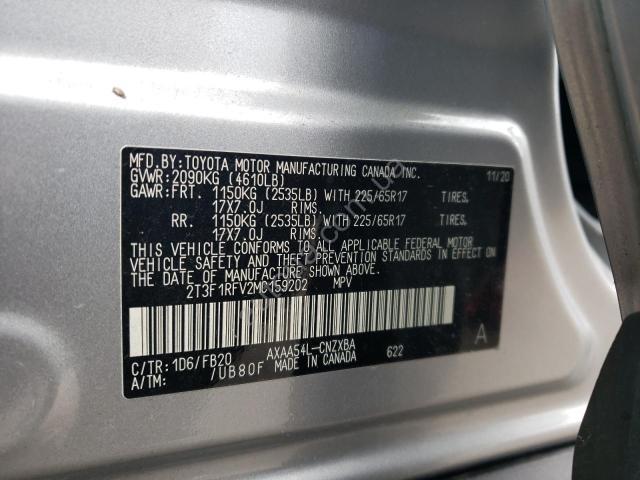 MFD.BY:TOYOTA MOTOR MANUFACTURING CANADA,INC.
GVWR:2090KG (4610LB) 11/20
GAWR:FRT. 1150KG (2535LB) WITH 225/65R17 TIRES.
17X7.0J RIMS.
RR. 1150KG (2535LB) WITH 225/65R17 TIRES.
17X7.0J RIMS.
THIS VEHICLE CONFORMS TO ALL APPLICABLE FEDERAL MOTOR
VEHICLE SAFETY AND THEFT PREVENTION STANDARDS IN EFFECT ON
THE DATE OF MANUFACTURE SHOWN ABOVE.
2T3F1RFV2MC159202 MPV
A
C/TR:1D6/FB20 AXAA54L-CNZXBA 622
A/TM: /UB80F MADE IN CANADA